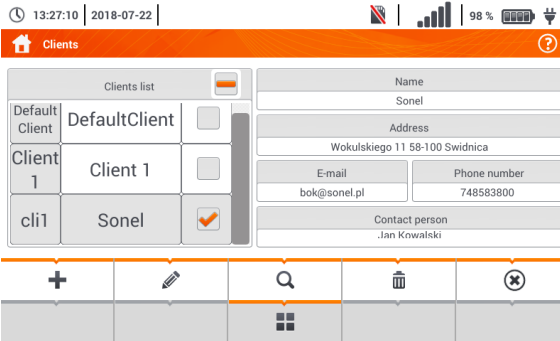 13:27:10 2018-07-22 98 %
Clients
Clients list
Default Client DefaultClient
Client 1 Client 1
cli1 Sonel
Name
Sonel
Address
Wokulskiego 11 58-100 Swidnica
E-mail Phone number
bok@sonel.pl 748583800
Contact person
Jan Kowalski